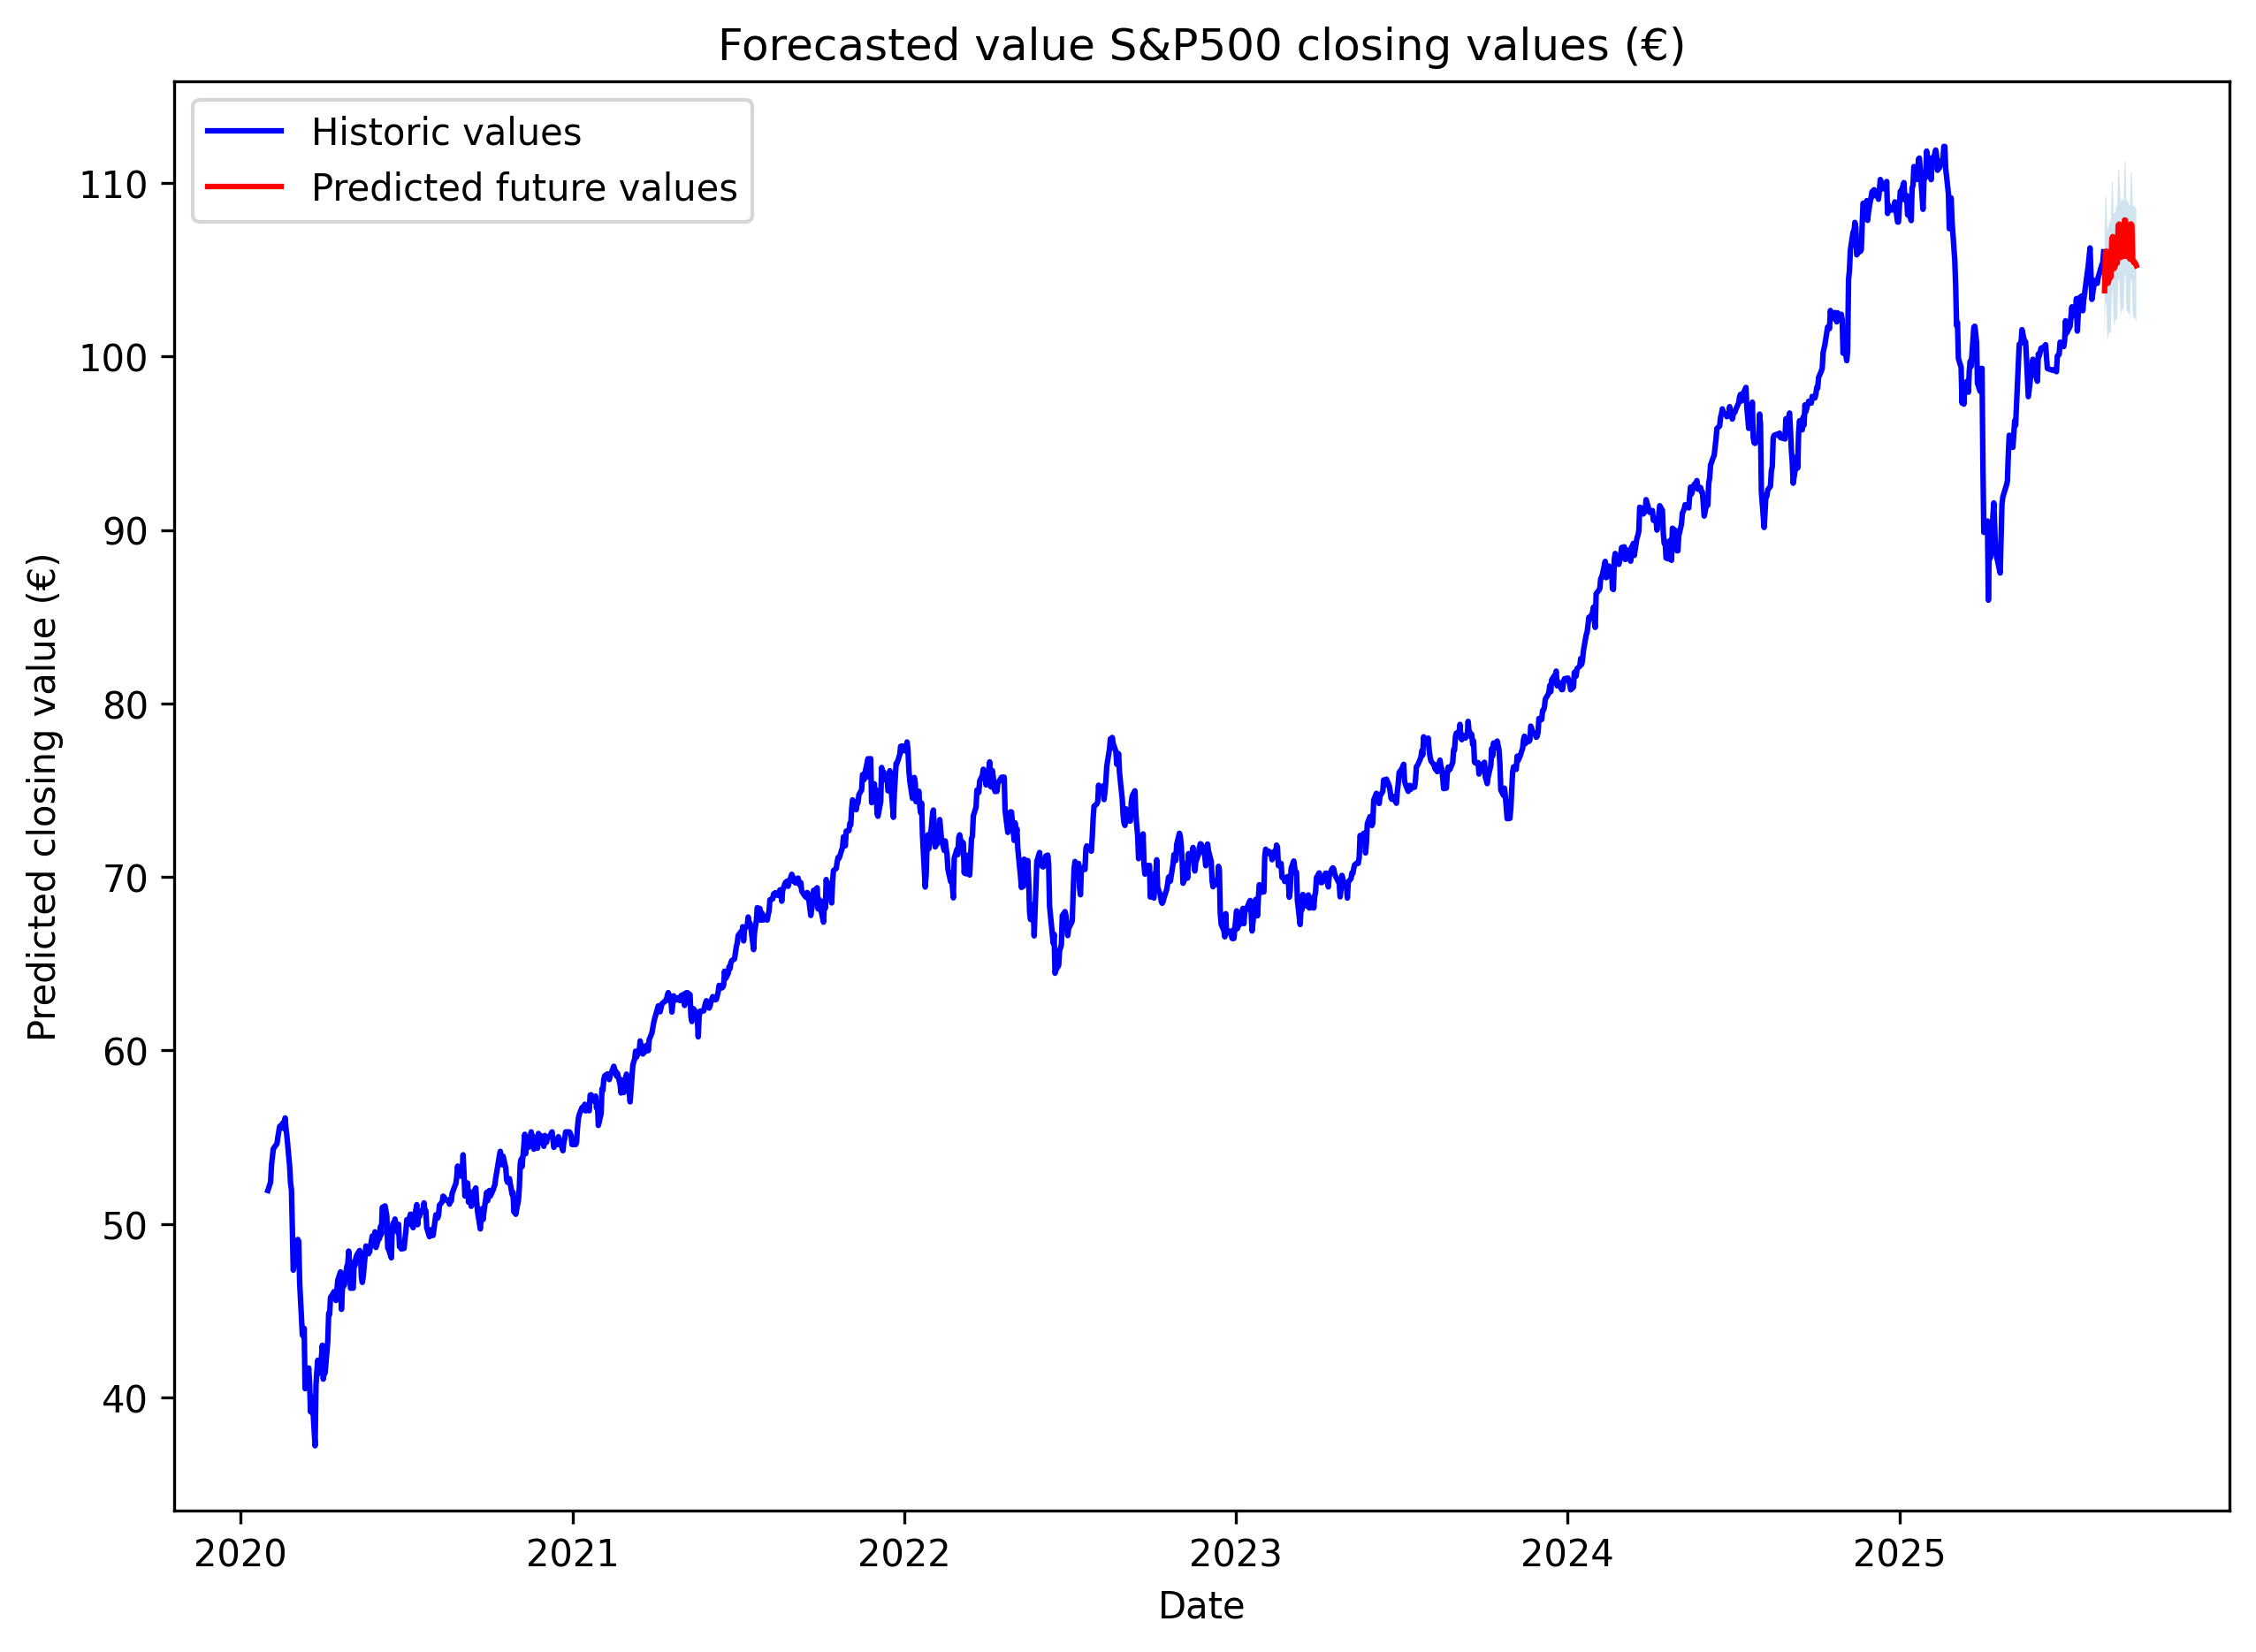 Forecasted value S&P500 closing values (€)
Historic values
Predicted future values
Predicted closing value (€)
110
100
90
80
70
60
50
40
2020
2021
2022
2023
2024
2025
Date